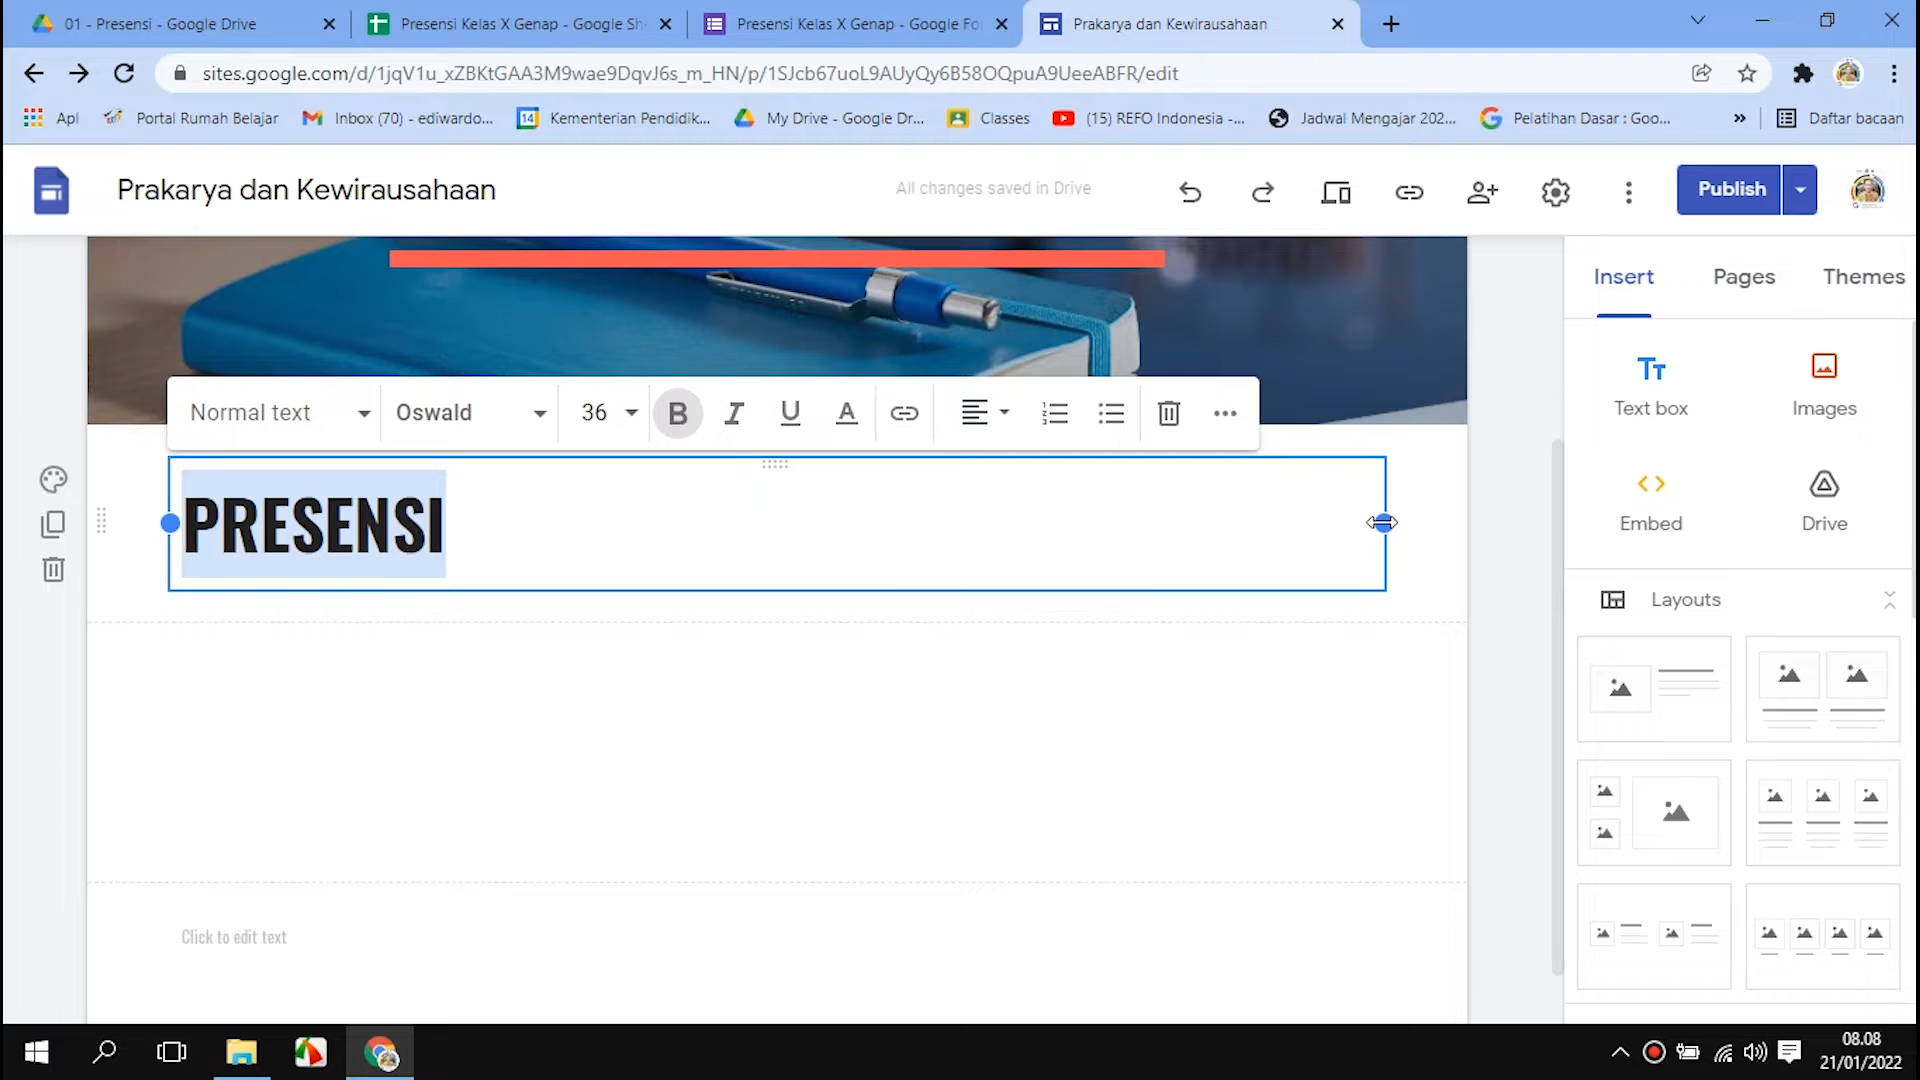 01 - Presensi - Google Drive
Presensi Kelas X Genap - Google Sh
Presensi Kelas X Genap - Google Fo
Prakarya dan Kewirausahaan
sites.google.com/d/1jqV1u_xZBKtGAA3M9wae9DqvJ6s_m_HN/p/1SJcb67uoL9AUyQy6B58OQpuA9UeeABFR/edit
Apl
Portal Rumah Belajar
Inbox (70) - ediwardo...
14
Kementerian Pendidik...
My Drive - Google Dr...
Classes
(15) REFO Indonesia -...
Jadwal Mengajar 202...
Pelatihan Dasar : Goo...
Daftar bacaan
Prakarya dan Kewirausahaan
All changes saved in Drive
Publish
Insert
Pages
Themes
Text box
Images
Embed
Drive
Layouts
Normal text
Oswald
36
B
I
U
A
PRESENSI
Click to edit text
08.08
21/01/2022